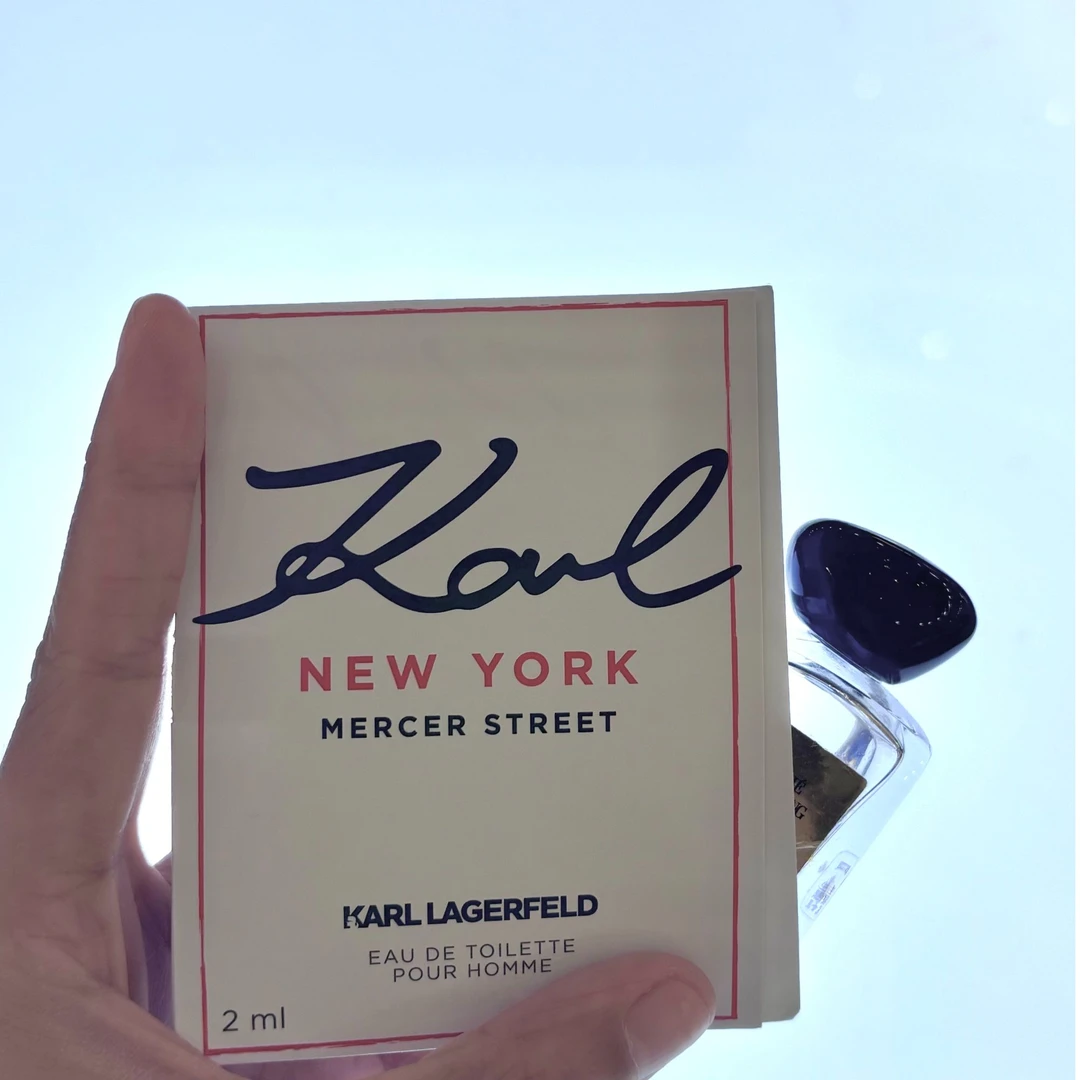 Karl
NEW YORK
MERCER STREET
KARL LAGERFELD
EAU DE TOILETTE
POUR HOMME
2 ml